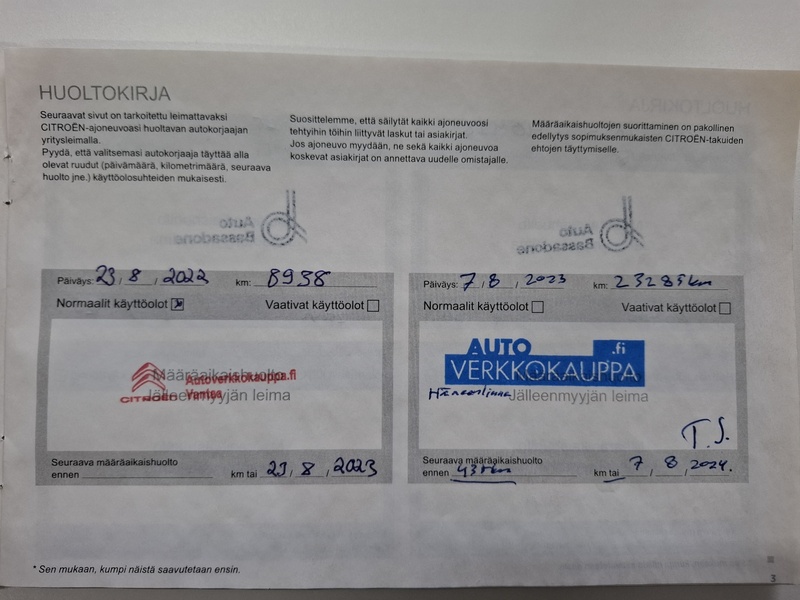 HUOLTOKIRJA
Seuraavat sivut on tarkoitettu leimattavaksi
CITROËN-ajoneuvoasi huoltavan autokorjaajan
yritysleimalla.
Pyydä, että valitsemasi autokorjaaja täyttää alla
olevat ruudut (päivämäärä, kilometrimäärä, seuraava
huolto jne.) käyttöolosuhteiden mukaisesti.
Suosittelemme, että säilytät kaikki ajoneuvoosi
tehtyihin töihin liittyvät laskut tai asiakirjat.
Jos ajoneuvo myydään, ne sekä kaikki ajoneuvoa
koskevat asiakirjat on annettava uudelle omistajalle.
Määräaikaishuoltojen suorittaminen on pakollinen
edellytys sopimuksenmukaisten CITROËN-takuiden
ehtojen täyttymiselle.
Auto
Bassadone
Päiväys: 23 / 8 / 2022 km: 8938
Normaalit käyttöolot Vaativat käyttöolot
Määräaikaishuolto
Autoverkkokauppa.fi
CITROËN Vantaa
Jälleenmyyjän leima
Seuraava määräaikaishuolto
ennen km tai 23 / 8 / 2023
Auto
Bassadone
Päiväys: 7 / 8 / 2023 km: 23285km
Normaalit käyttöolot Vaativat käyttöolot
AUTO .fi
VERKKOKAUPPA
Hämeenlinna
Jälleenmyyjän leima
T.S.
Seuraava määräaikaishuolto
ennen 43tkm km tai 7 / 8 / 2024.
* Sen mukaan, kumpi näistä saavutetaan ensin.
3